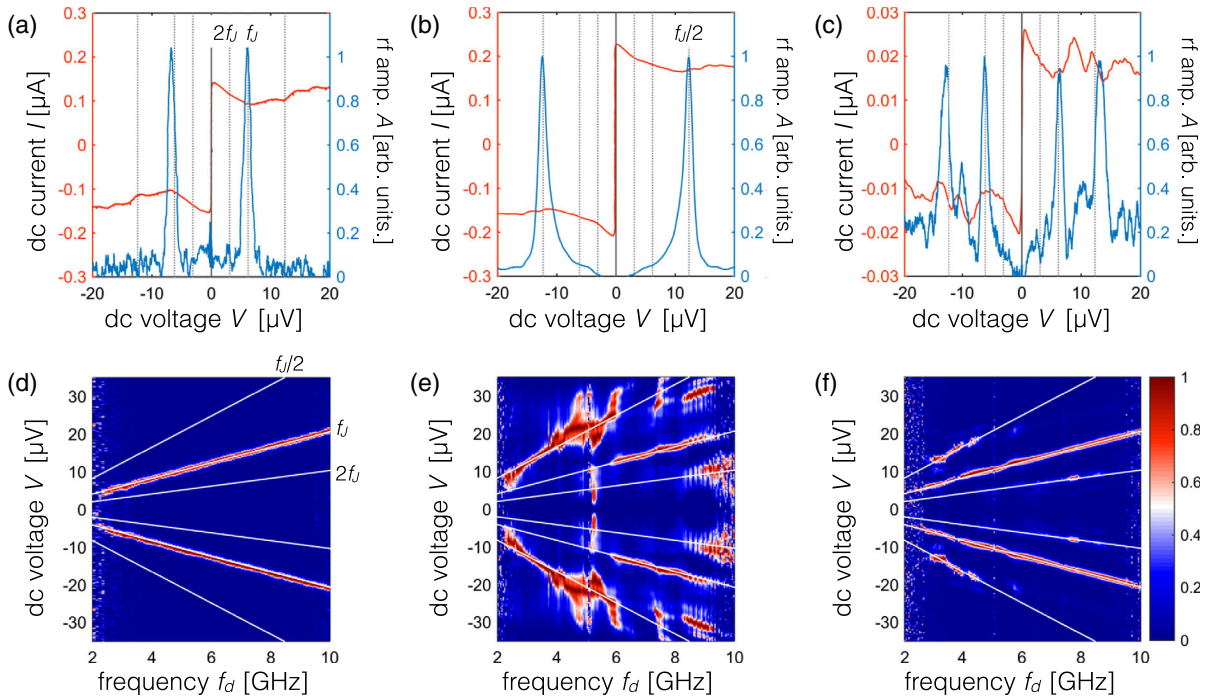 (a)
0.3
0.2
0.1
0
-0.1
-0.2
-0.3
dc current I [µA]
2fJ fJ
1
0.8
0.6
0.4
0.2
0
rf amp. A [arb. units.]
-20 -10 0 10 20
dc voltage V [µV]
(b)
0.3
0.2
0.1
0
-0.1
-0.2
-0.3
dc current I [µA]
fJ/2
1
0.8
0.6
0.4
0.2
0
rf amp. A [arb. units.]
-20 -10 0 10 20
dc voltage V [µV]
(c)
0.03
0.02
0.01
0
-0.01
-0.02
-0.03
dc current I [µA]
1
0.8
0.6
0.4
0.2
0
rf amp. A [arb. units.]
-20 -10 0 10 20
dc voltage V [µV]
(d)
30
20
10
0
-10
-20
-30
dc voltage V [µV]
fJ/2
fJ
2fJ
2 4 6 8 10
frequency fd [GHz]
(e)
30
20
10
0
-10
-20
-30
dc voltage V [µV]
2 4 6 8 10
frequency fd [GHz]
(f)
30
20
10
0
-10
-20
-30
dc voltage V [µV]
2 4 6 8 10
frequency fd [GHz]
1
0.8
0.6
0.4
0.2
0